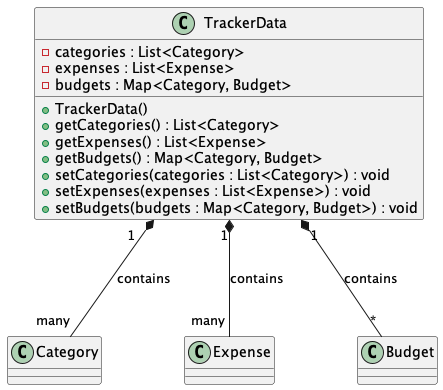 C TrackerData
categories : List<Category>
expenses : List<Expense>
budgets : Map<Category, Budget>
TrackerData()
getCategories() : List<Category>
getExpenses() : List<Expense>
getBudgets() : Map<Category, Budget>
setCategories(categories : List<Category>) : void
setExpenses(expenses : List<Expense>) : void
setBudgets(budgets : Map<Category, Budget>) : void
1 1 1
contains contains contains
many many *
C Category C Expense C Budget